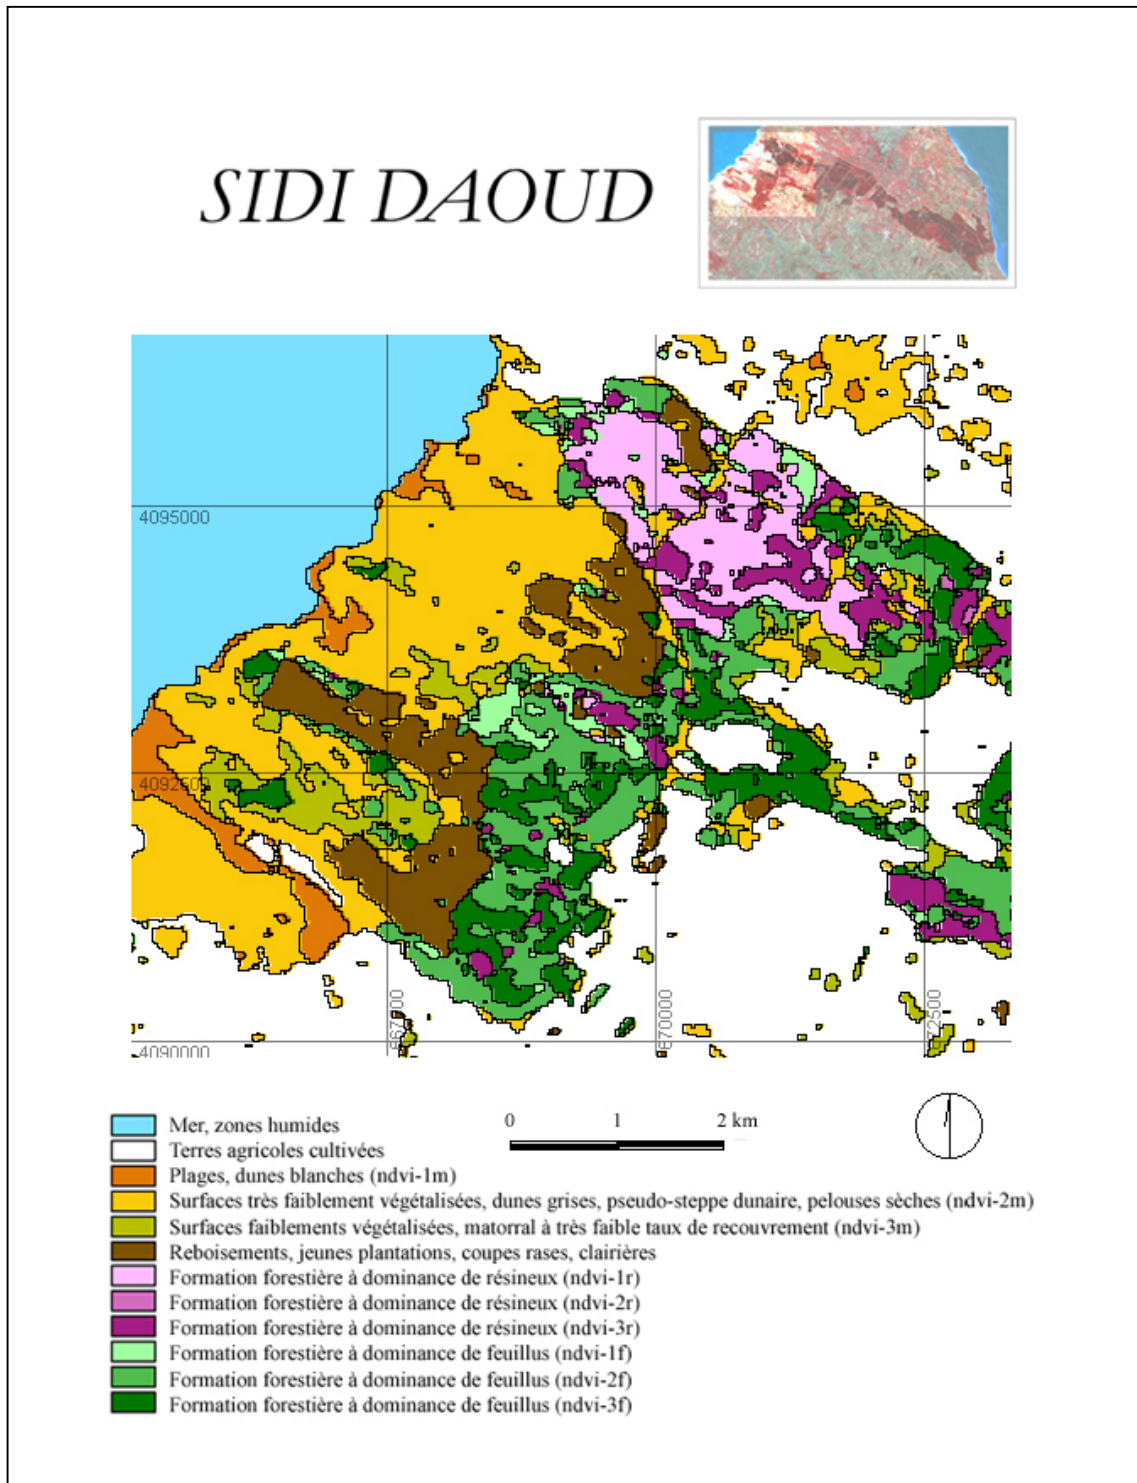 SIDI DAOUD
4095000
4092500
4090000
670000
0 1 2 km
Mer, zones humides
Terres agricoles cultivées
Plages, dunes blanches (ndvi-1m)
Surfaces très faiblement végétalisées, dunes grises, pseudo-steppe dunaire, pelouses sèches (ndvi-2m)
Surfaces faiblements végétalisées, matorral à très faible taux de recouvrement (ndvi-3m)
Reboisements, jeunes plantations, coupes rases, clairières
Formation forestière à dominance de résineux (ndvi-1r)
Formation forestière à dominance de résineux (ndvi-2r)
Formation forestière à dominance de résineux (ndvi-3r)
Formation forestière à dominance de feuillus (ndvi-1f)
Formation forestière à dominance de feuillus (ndvi-2f)
Formation forestière à dominance de feuillus (ndvi-3f)